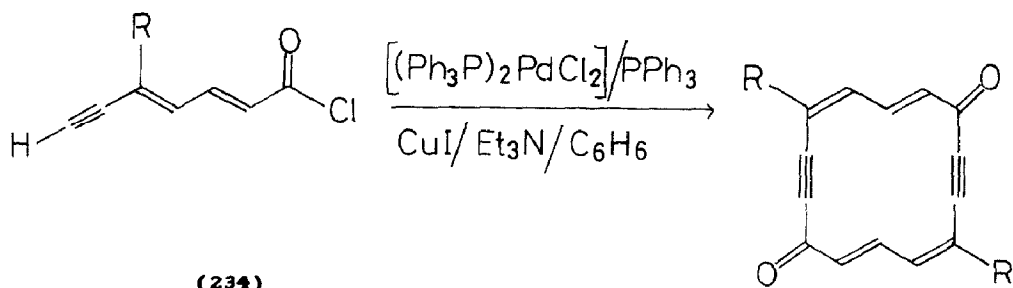 R
O
Cl
H
[(Ph₃P)₂PdCl₂]/PPh₃
CuI/Et₃N/C₆H₆
R
O
O
R
(234)